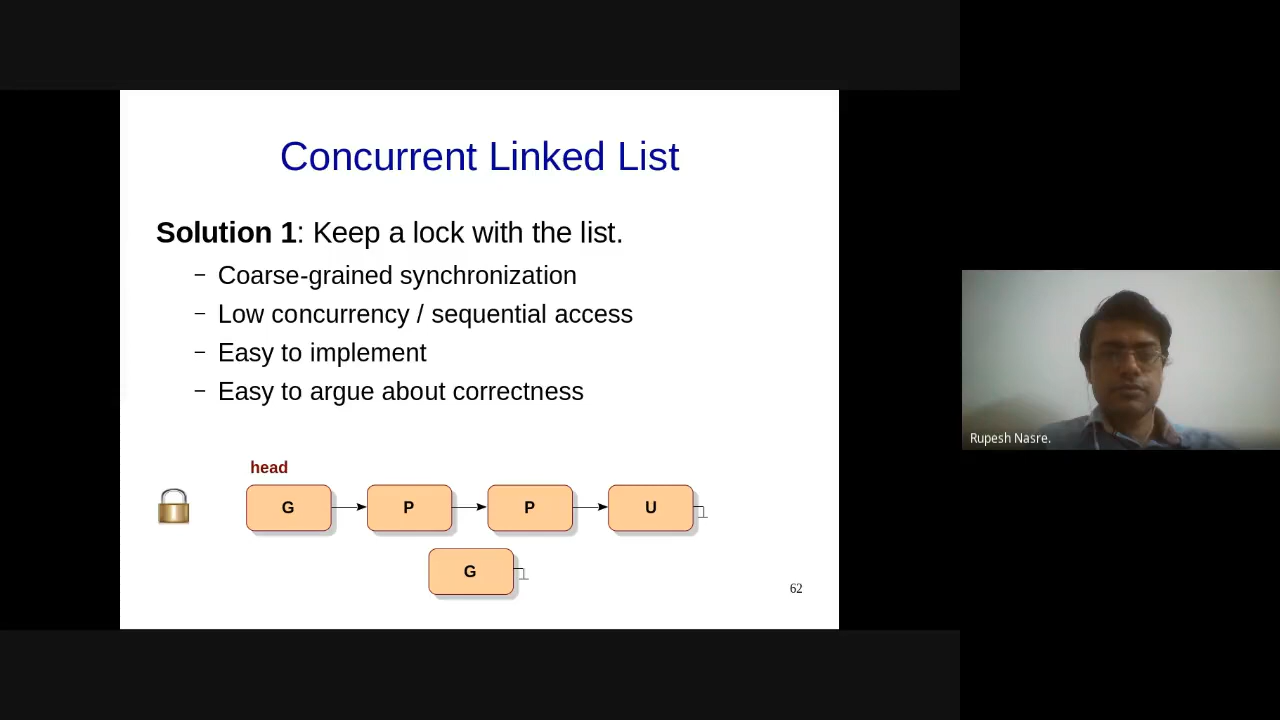 Concurrent Linked List
Solution 1: Keep a lock with the list.
– Coarse-grained synchronization
– Low concurrency / sequential access
– Easy to implement
– Easy to argue about correctness
head
G P P U
G
62
Rupesh Nasre.